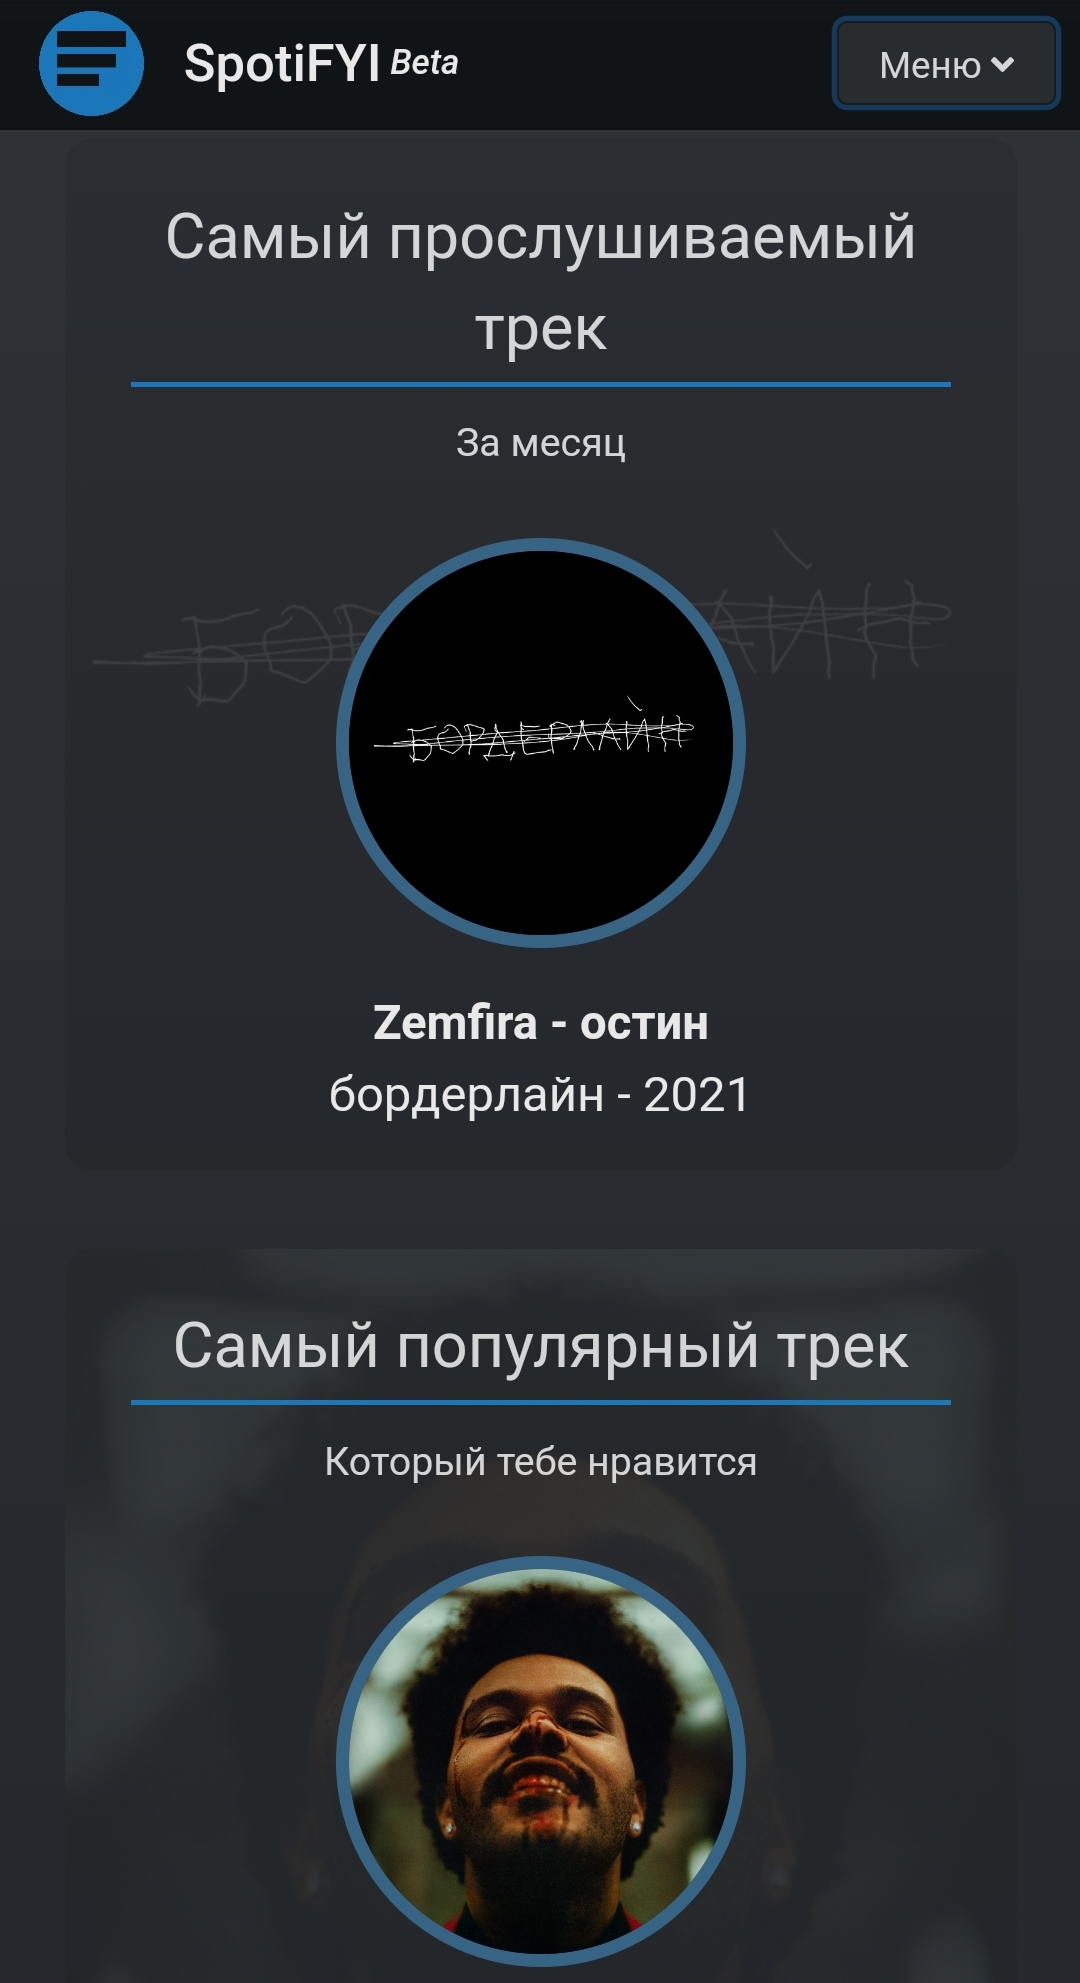 SpotiFYI Beta
Меню
Самый прослушиваемый
трек
За месяц
БОРДЕРЛАЙН
Zemfira - остин
бордерлайн - 2021
Самый популярный трек
Который тебе нравится